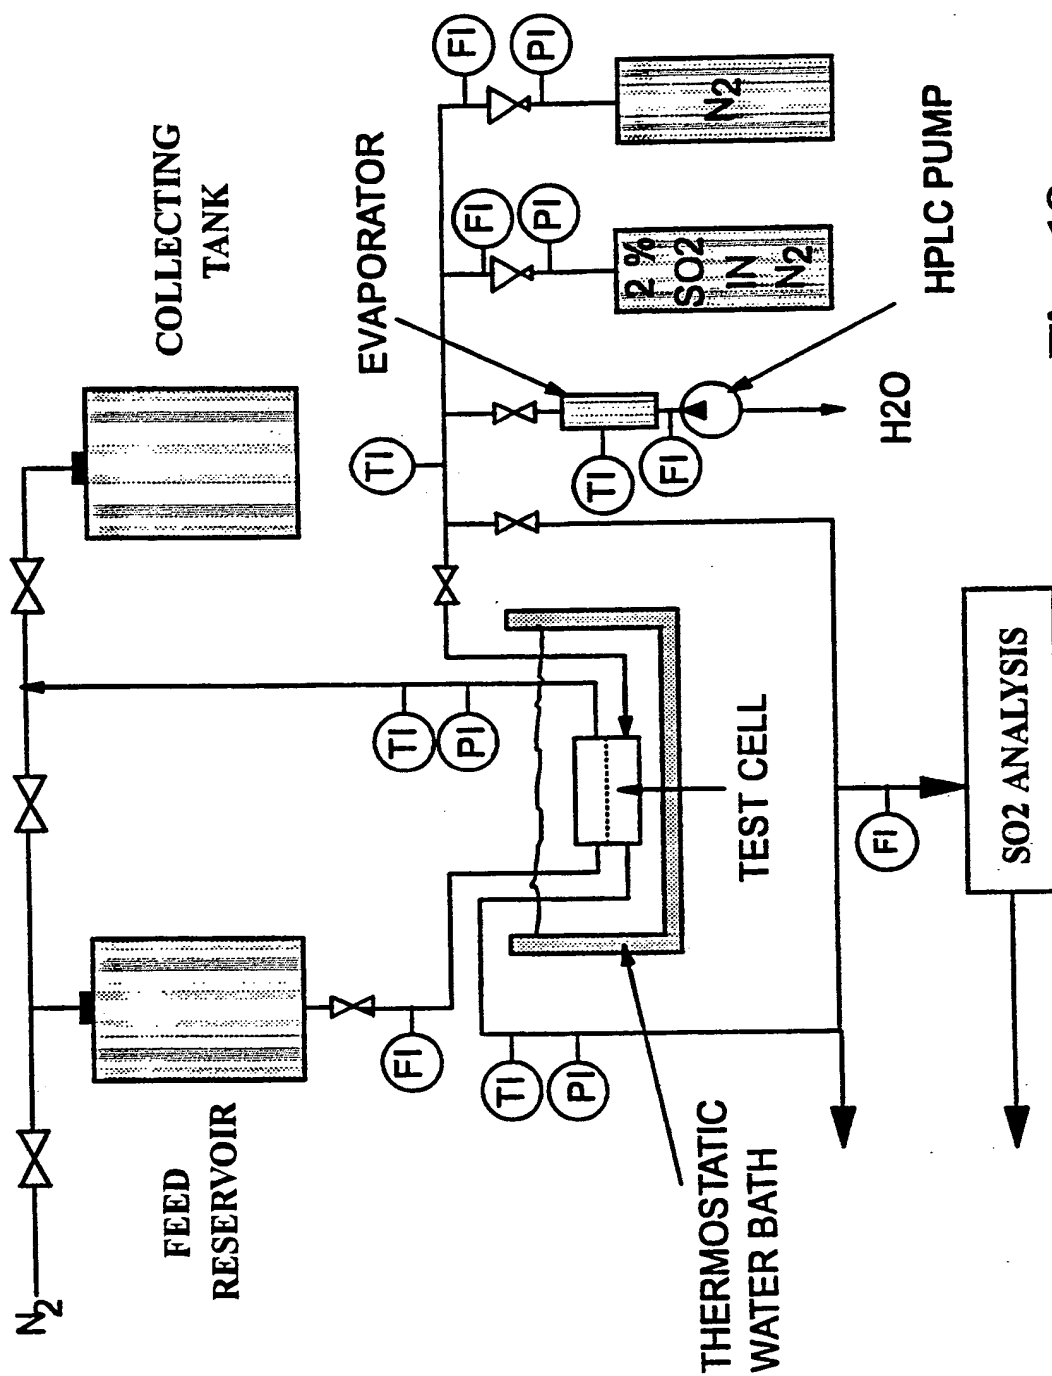 N2
FEED
RESERVOIR
COLLECTING
TANK
EVAPORATOR
TI
FI
TI
PI
FI
PI
FI
PI
TI
PI
TI
FI
2 %
SO2
IN
N2
N2
THERMOSTATIC
WATER BATH
TEST CELL
H2O
HPLC PUMP
FI
SO2 ANALYSIS